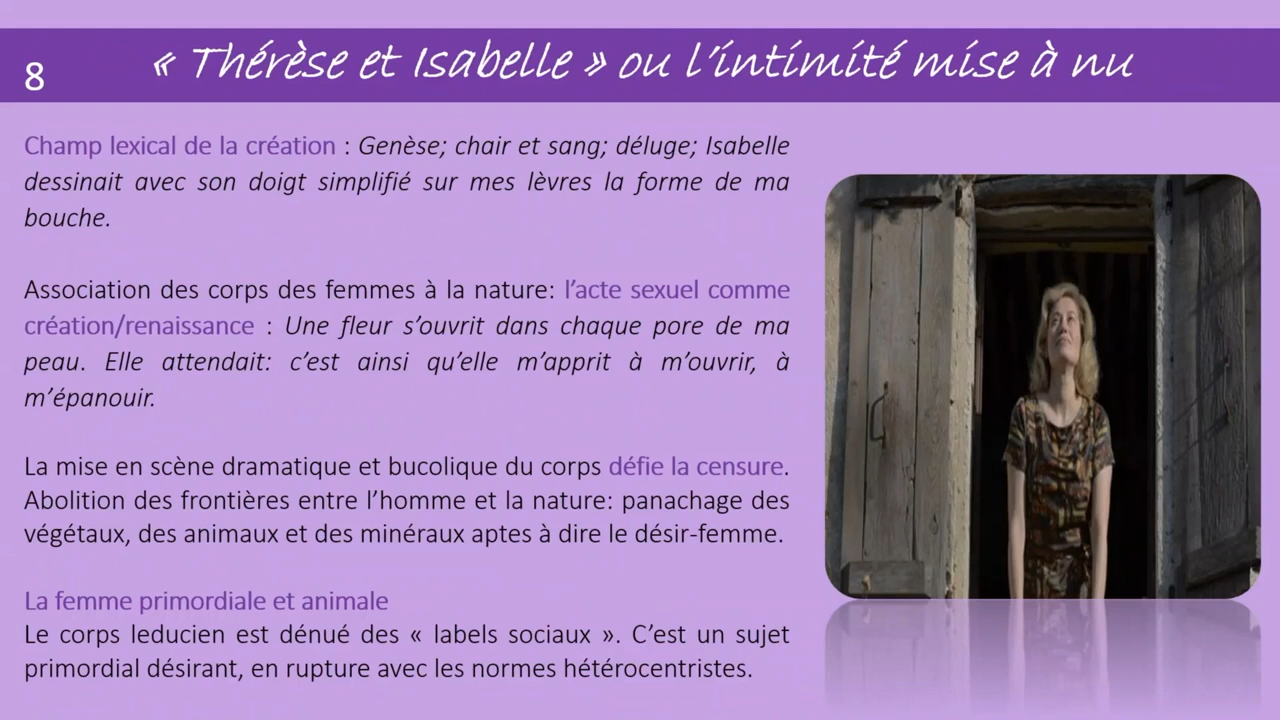 8
« Thérèse et Isabelle » ou l’intimité mise à nu
Champ lexical de la création : Genèse; chair et sang; déluge; Isabelle
dessinait avec son doigt simplifié sur mes lèvres la forme de ma
bouche.
Association des corps des femmes à la nature: l’acte sexuel comme
création/renaissance : Une fleur s’ouvrit dans chaque pore de ma
peau. Elle attendait: c’est ainsi qu’elle m’apprit à m’ouvrir, à
m’épanouir.
La mise en scène dramatique et bucolique du corps défie la censure.
Abolition des frontières entre l’homme et la nature: panachage des
végétaux, des animaux et des minéraux aptes à dire le désir-femme.
La femme primordiale et animale
Le corps leducien est dénué des « labels sociaux ». C’est un sujet
primordial désirant, en rupture avec les normes hétérocentristes.